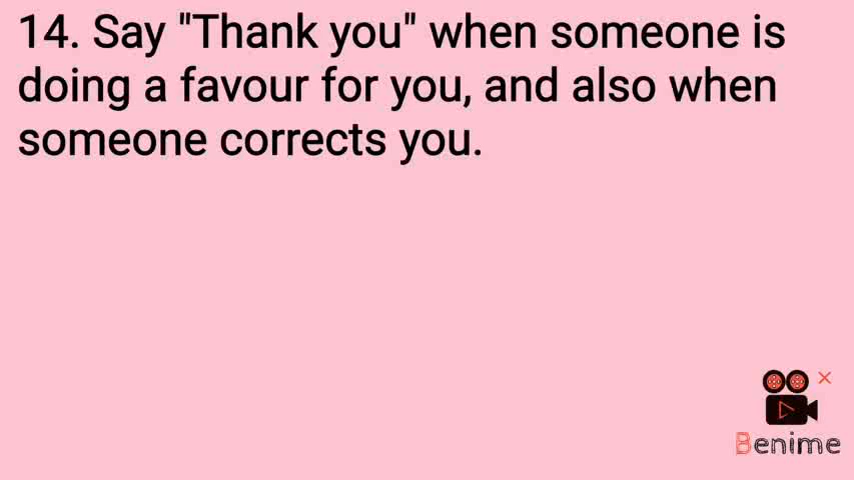 14. Say "Thank you" when someone is
doing a favour for you, and also when
someone corrects you.
Benime